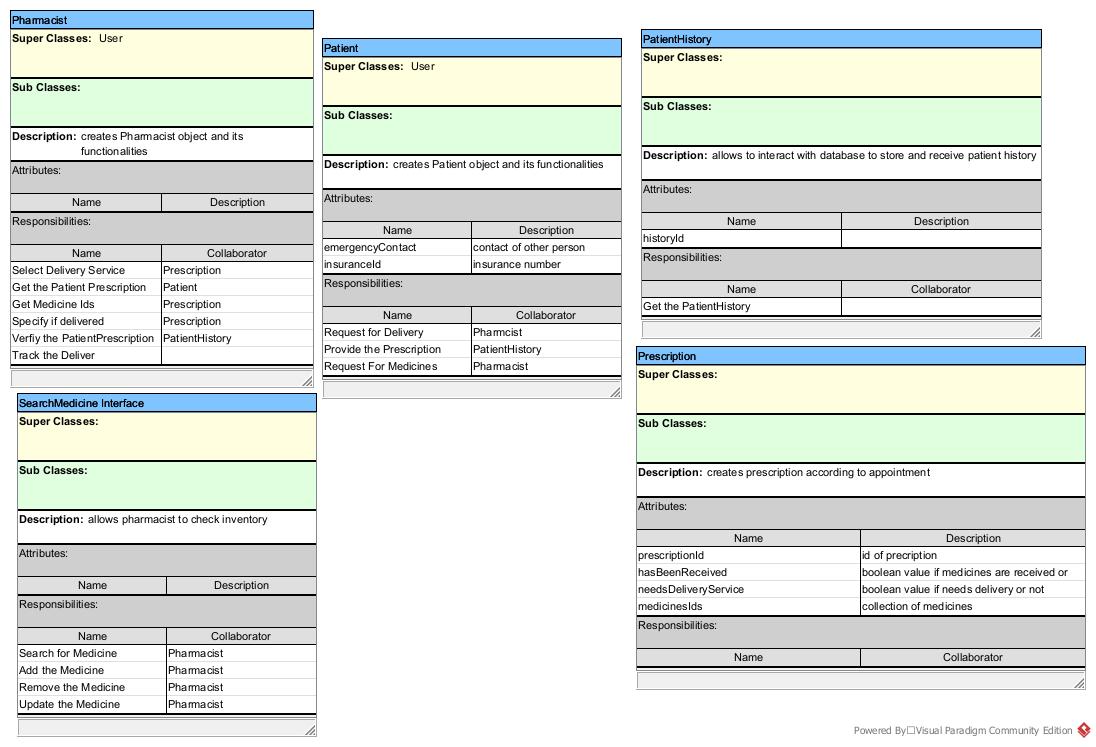 Pharmacist
Super Classes: User
Sub Classes:
Description: creates Pharmacist object and its
functionalities
Attributes:
Name Description
Responsibilities:
Name Collaborator
Select Delivery Service Prescription
Get the Patient Prescription Patient
Get Medicine Ids Prescription
Specify if delivered Prescription
Verfiy the PatientPrescription PatientHistory
Track the Deliver
Patient
Super Classes: User
Sub Classes:
Description: creates Patient object and its functionalities
Attributes:
Name Description
emergencyContact contact of other person
insuranceId insurance number
Responsibilities:
Name Collaborator
Request for Delivery Pharmcist
Provide the Prescription PatientHistory
Request For Medicines Pharmacist
PatientHistory
Super Classes:
Sub Classes:
Description: allows to interact with database to store and receive patient history
Attributes:
Name Description
historyId
Responsibilities:
Name Collaborator
Get the PatientHistory
SearchMedicine Interface
Super Classes:
Sub Classes:
Description: allows pharmacist to check inventory
Attributes:
Name Description
Responsibilities:
Name Collaborator
Search for Medicine Pharmacist
Add the Medicine Pharmacist
Remove the Medicine Pharmacist
Update the Medicine Pharmacist
Prescription
Super Classes:
Sub Classes:
Description: creates prescription according to appointment
Attributes:
Name Description
prescriptionId id of precription
hasBeenReceived boolean value if medicines are received or
needsDeliveryService boolean value if needs delivery or not
medicinesIds collection of medicines
Responsibilities:
Name Collaborator
Powered By□Visual Paradigm Community Edition